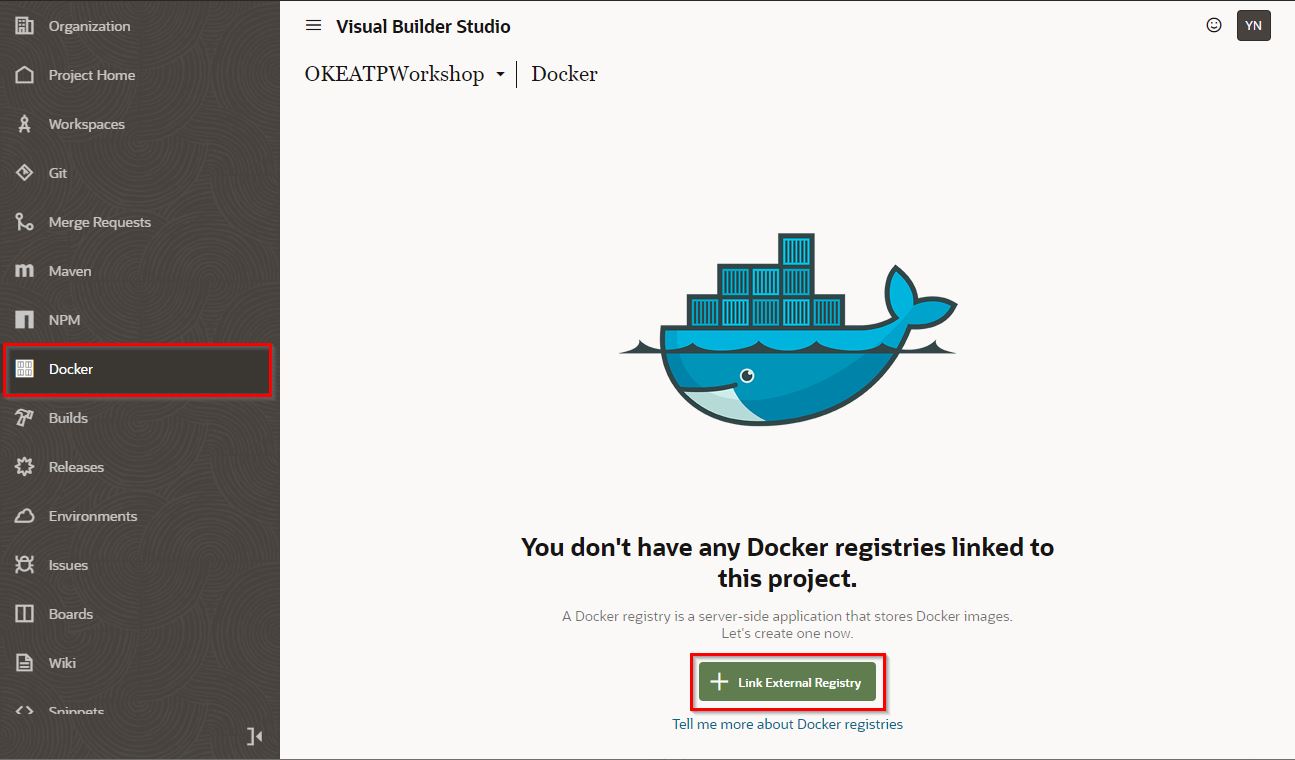 Organization
Project Home
Workspaces
Git
Merge Requests
Maven
NPM
Docker
Builds
Releases
Environments
Issues
Boards
Wiki
Snippets
Visual Builder Studio
YN
OKEATPWorkshop
Docker
You don't have any Docker registries linked to
this project.
A Docker registry is a server-side application that stores Docker images.
Let's create one now.
Link External Registry
Tell me more about Docker registries